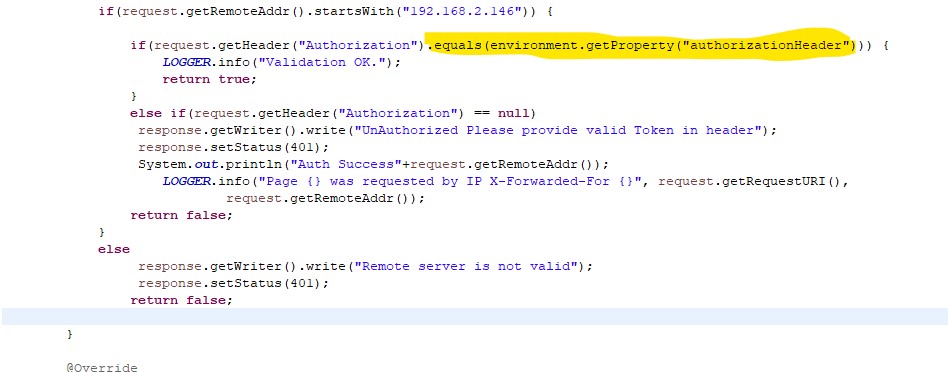 if(request.getRemoteAddr().startsWith("192.168.2.146")) {
if(request.getHeader("Authorization").equals(environment.getProperty("authorizationHeader"))) {
LOGGER.info("Validation OK.");
return true;
}
else if(request.getHeader("Authorization") == null)
response.getWriter().write("UnAuthorized Please provide valid Token in header");
response.setStatus(401);
System.out.println("Auth Success"+request.getRemoteAddr());
LOGGER.info("Page {} was requested by IP X-Forwarded-For {}", request.getRequestURI(),
request.getRemoteAddr());
return false;
}
else
response.getWriter().write("Remote server is not valid");
response.setStatus(401);
return false;
}
@Override